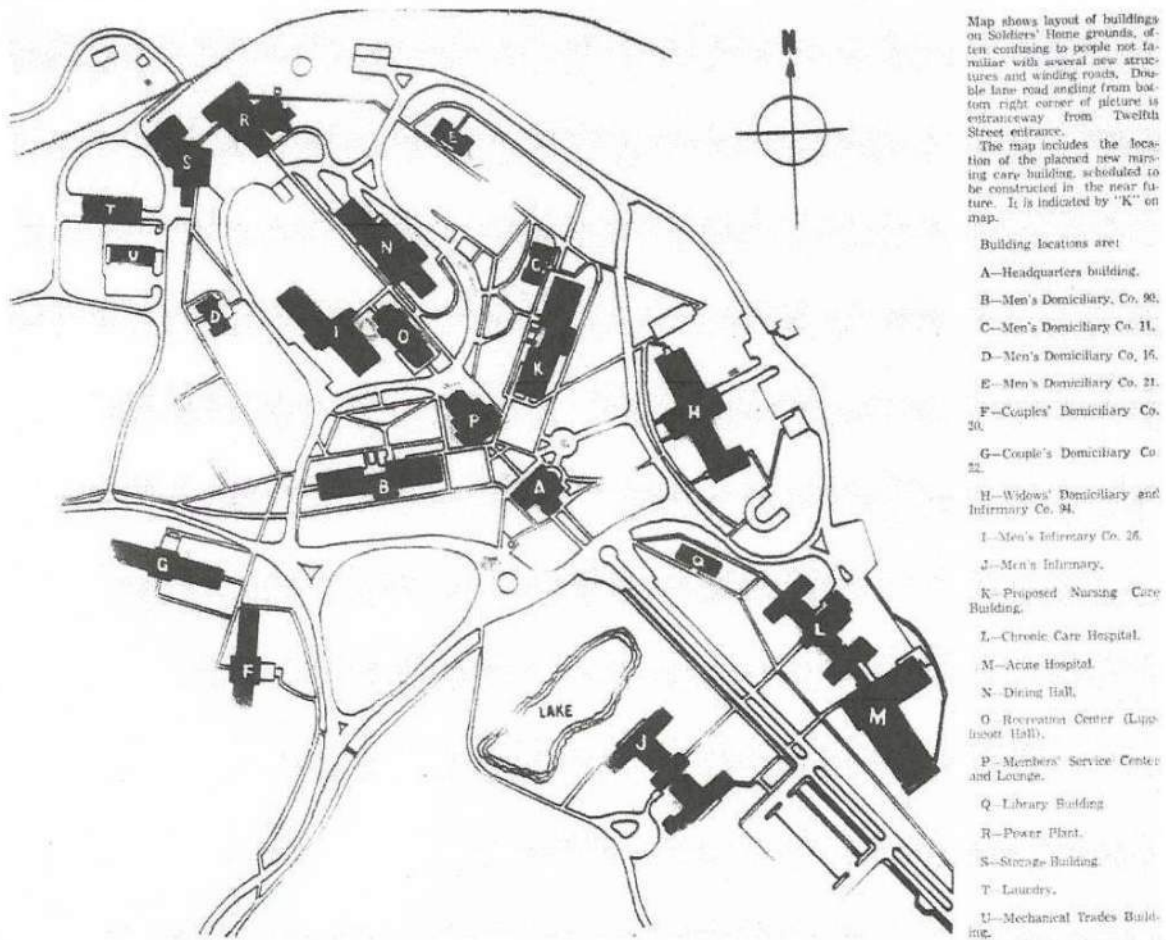 N
R
E
S
T
U
N
C
D
I
O
K
H
P
B
A
G
Q
L
F
LAKE
J
M
Map shows layout of buildings
on Soldiers' Home grounds, of-
ten confusing to people not fa-
miliar with several new struc-
tures and winding roads. Dou-
ble lane road angling from bot-
tom right corner of picture is
entranceway from Twelfth
Street entrance.
The map includes the loca-
tion of the planned new nurs-
ing care building, scheduled to
be constructed in the near fu-
ture. It is indicated by "K" on
map.
Building locations are:
A—Headquarters building.
B—Men's Domiciliary, Co. 90.
C—Men's Domiciliary Co. 11.
D—Men's Domiciliary Co. 16.
E—Men's Domiciliary Co. 21.
F—Couples' Domiciliary Co.
20.
G—Couple's Domiciliary Co.
22.
H—Widows' Domiciliary and
Infirmary Co. 94.
I—Men's Infirmary Co. 26.
J—Men's Infirmary.
K—Proposed Nursing Care
Building.
L—Chronic Care Hospital.
M—Acute Hospital.
N—Dining Hall.
O—Recreation Center (Lipp-
incott Hall).
P—Members' Service Center
and Lounge.
Q—Library Building
R—Power Plant.
S—Storage Building.
T—Laundry.
U—Mechanical Trades Build-
ing.